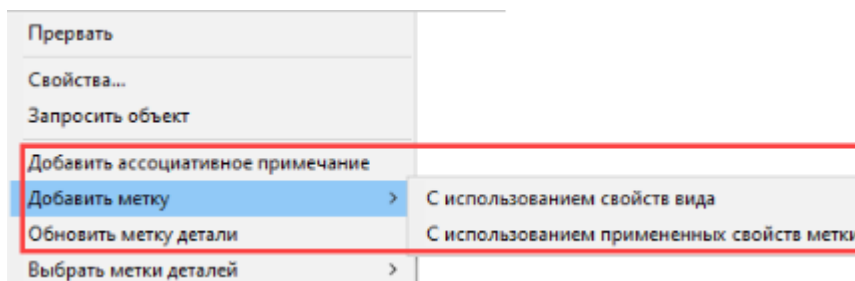 Прервать
Свойства...
Запросить объект
Добавить ассоциативное примечание
Добавить метку >
С использованием свойств вида
Обновить метку детали
С использованием примененных свойств метки
Выбрать метки деталей >